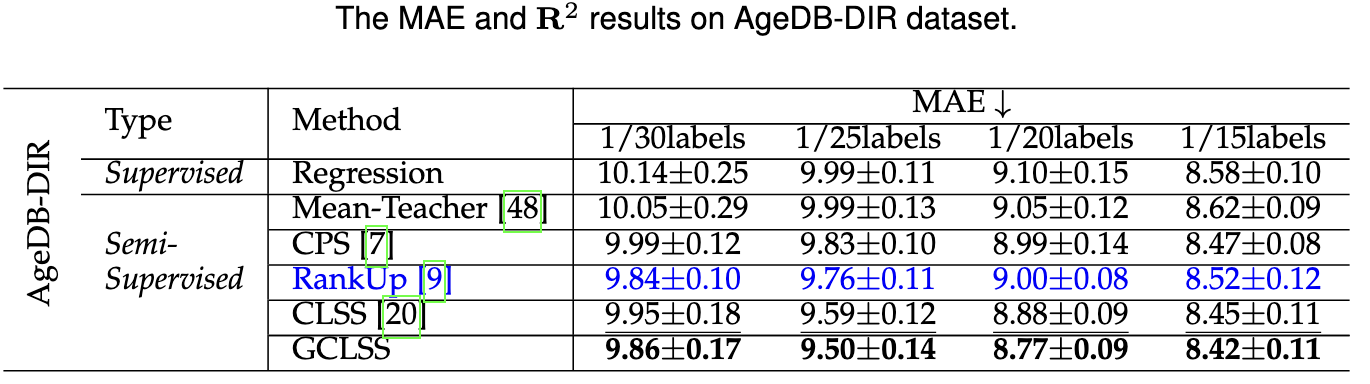 The MAE and R² results on AgeDB-DIR dataset.
AgeDB-DIR
Type Method MAE ↓
1/30labels 1/25labels 1/20labels 1/15labels
Supervised Regression 10.14±0.25 9.99±0.11 9.10±0.15 8.58±0.10
Semi-
Supervised
Mean-Teacher [48] 10.05±0.29 9.99±0.13 9.05±0.12 8.62±0.09
CPS [7] 9.99±0.12 9.83±0.10 8.99±0.14 8.47±0.08
RankUp [9] 9.84±0.10 9.76±0.11 9.00±0.08 8.52±0.12
CLSS [20] 9.95±0.18 9.59±0.12 8.88±0.09 8.45±0.11
GCLSS 9.86±0.17 9.50±0.14 8.77±0.09 8.42±0.11